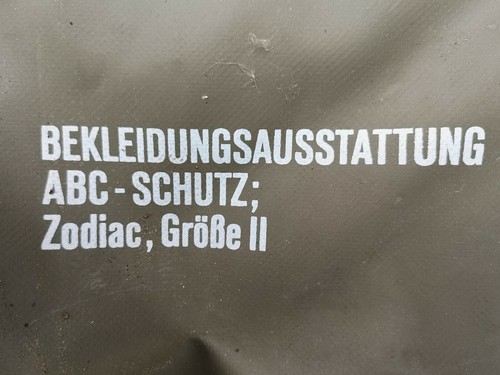 BEKLEIDUNGSAUSSTATTUNG
ABC - SCHUTZ;
Zodiac, Größe II